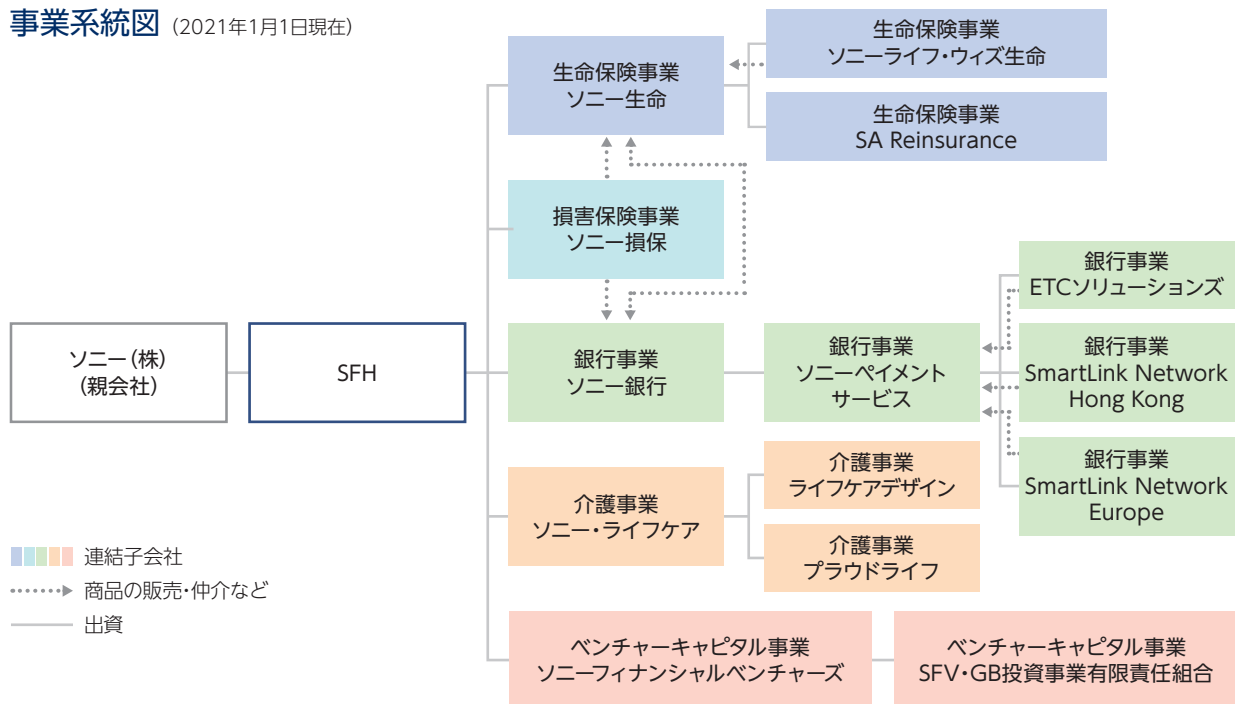 事業系統図 (2021年1月1日現在)
生命保険事業
ソニー生命
生命保険事業
ソニーライフ・ウィズ生命
生命保険事業
SA Reinsurance
損害保険事業
ソニー損保
ソニー(株)
(親会社)
SFH
銀行事業
ソニー銀行
銀行事業
ソニーペイメント
サービス
銀行事業
ETCソリューションズ
銀行事業
SmartLink Network
Hong Kong
銀行事業
SmartLink Network
Europe
介護事業
ソニー・ライフケア
介護事業
ライフケアデザイン
介護事業
プラウドライフ
ベンチャーキャピタル事業
ソニーフィナンシャルベンチャーズ
ベンチャーキャピタル事業
SFV・GB投資事業有限責任組合
連結子会社
商品の販売・仲介など
出資